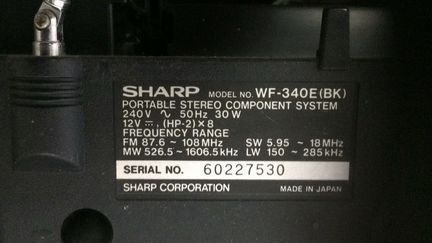 SHARP MODEL NO. WF-340E(BK)
PORTABLE STEREO COMPONENT SYSTEM
240V ∿ 50Hz 30W
12V ⎓, (HP-2) × 8
FREQUENCY RANGE
FM 87.6 ~ 108MHz SW 5.95 ~ 18MHz
MW 526.5 ~ 1606.5kHz LW 150 ~ 285kHz
SERIAL NO. 60227530
SHARP CORPORATION MADE IN JAPAN